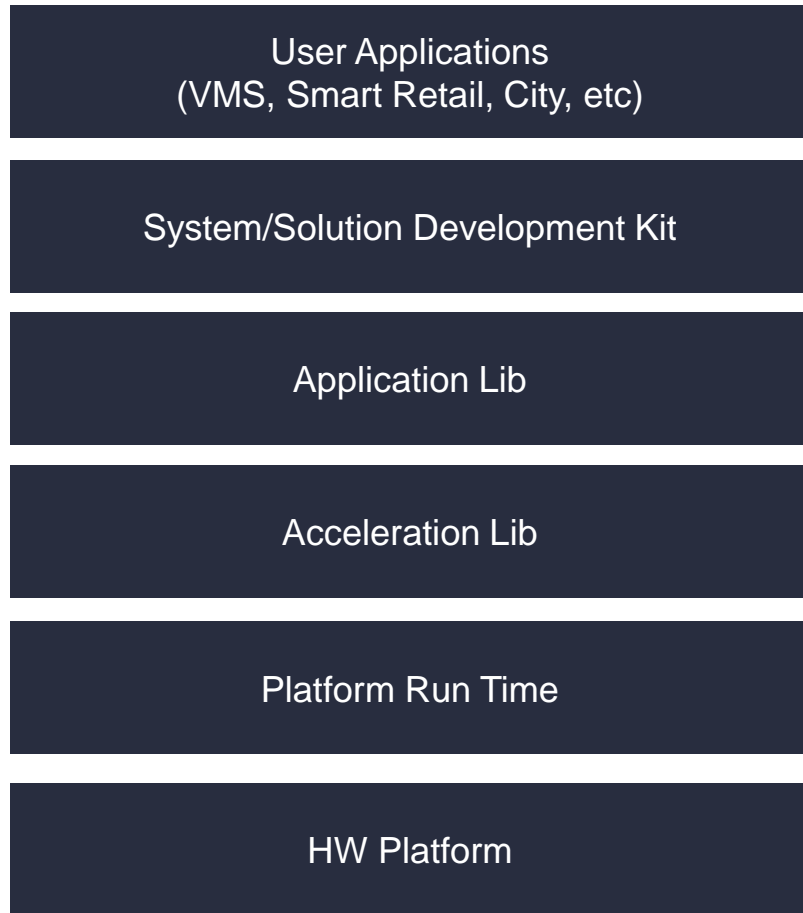 User Applications
(VMS, Smart Retail, City, etc)
System/Solution Development Kit
Application Lib
Acceleration Lib
Platform Run Time
HW Platform